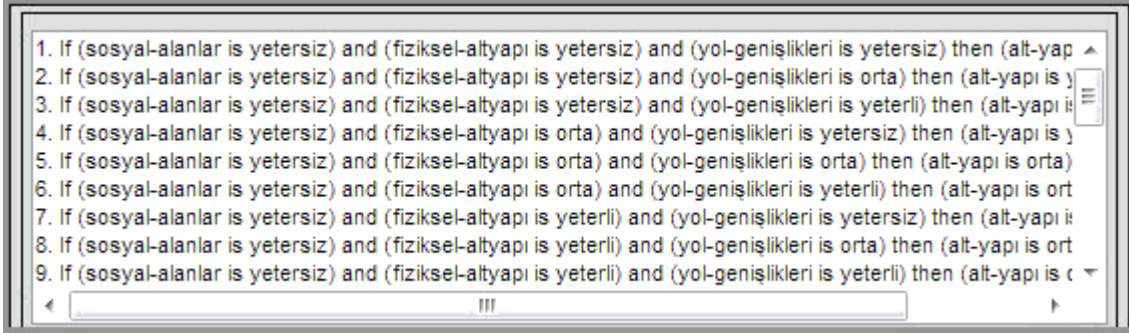 1. If (sosyal-alanlar is yetersiz) and (fiziksel-altyapı is yetersiz) and (yol-genişlikleri is yetersiz) then (alt-yap
2. If (sosyal-alanlar is yetersiz) and (fiziksel-altyapı is yetersiz) and (yol-genişlikleri is orta) then (alt-yapı is y
3. If (sosyal-alanlar is yetersiz) and (fiziksel-altyapı is yetersiz) and (yol-genişlikleri is yeterli) then (alt-yapı is
4. If (sosyal-alanlar is yetersiz) and (fiziksel-altyapı is orta) and (yol-genişlikleri is yetersiz) then (alt-yapı is y
5. If (sosyal-alanlar is yetersiz) and (fiziksel-altyapı is orta) and (yol-genişlikleri is orta) then (alt-yapı is orta)
6. If (sosyal-alanlar is yetersiz) and (fiziksel-altyapı is orta) and (yol-genişlikleri is yeterli) then (alt-yapı is ort
7. If (sosyal-alanlar is yetersiz) and (fiziksel-altyapı is yeterli) and (yol-genişlikleri is yetersiz) then (alt-yapı is
8. If (sosyal-alanlar is yetersiz) and (fiziksel-altyapı is yeterli) and (yol-genişlikleri is orta) then (alt-yapı is ort
9. If (sosyal-alanlar is yetersiz) and (fiziksel-altyapı is yeterli) and (yol-genişlikleri is yeterli) then (alt-yapı is